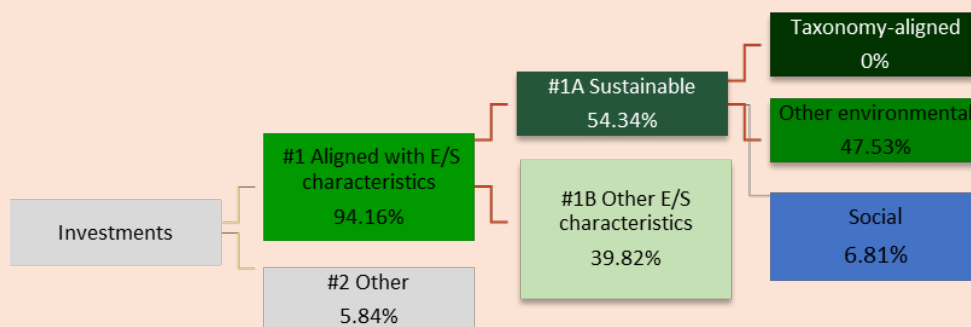 Investments
#1 Aligned with E/S
characteristics
94.16%
#2 Other
5.84%
#1A Sustainable
54.34%
#1B Other E/S
characteristics
39.82%
Taxonomy-aligned
0%
Other environmental
47.53%
Social
6.81%